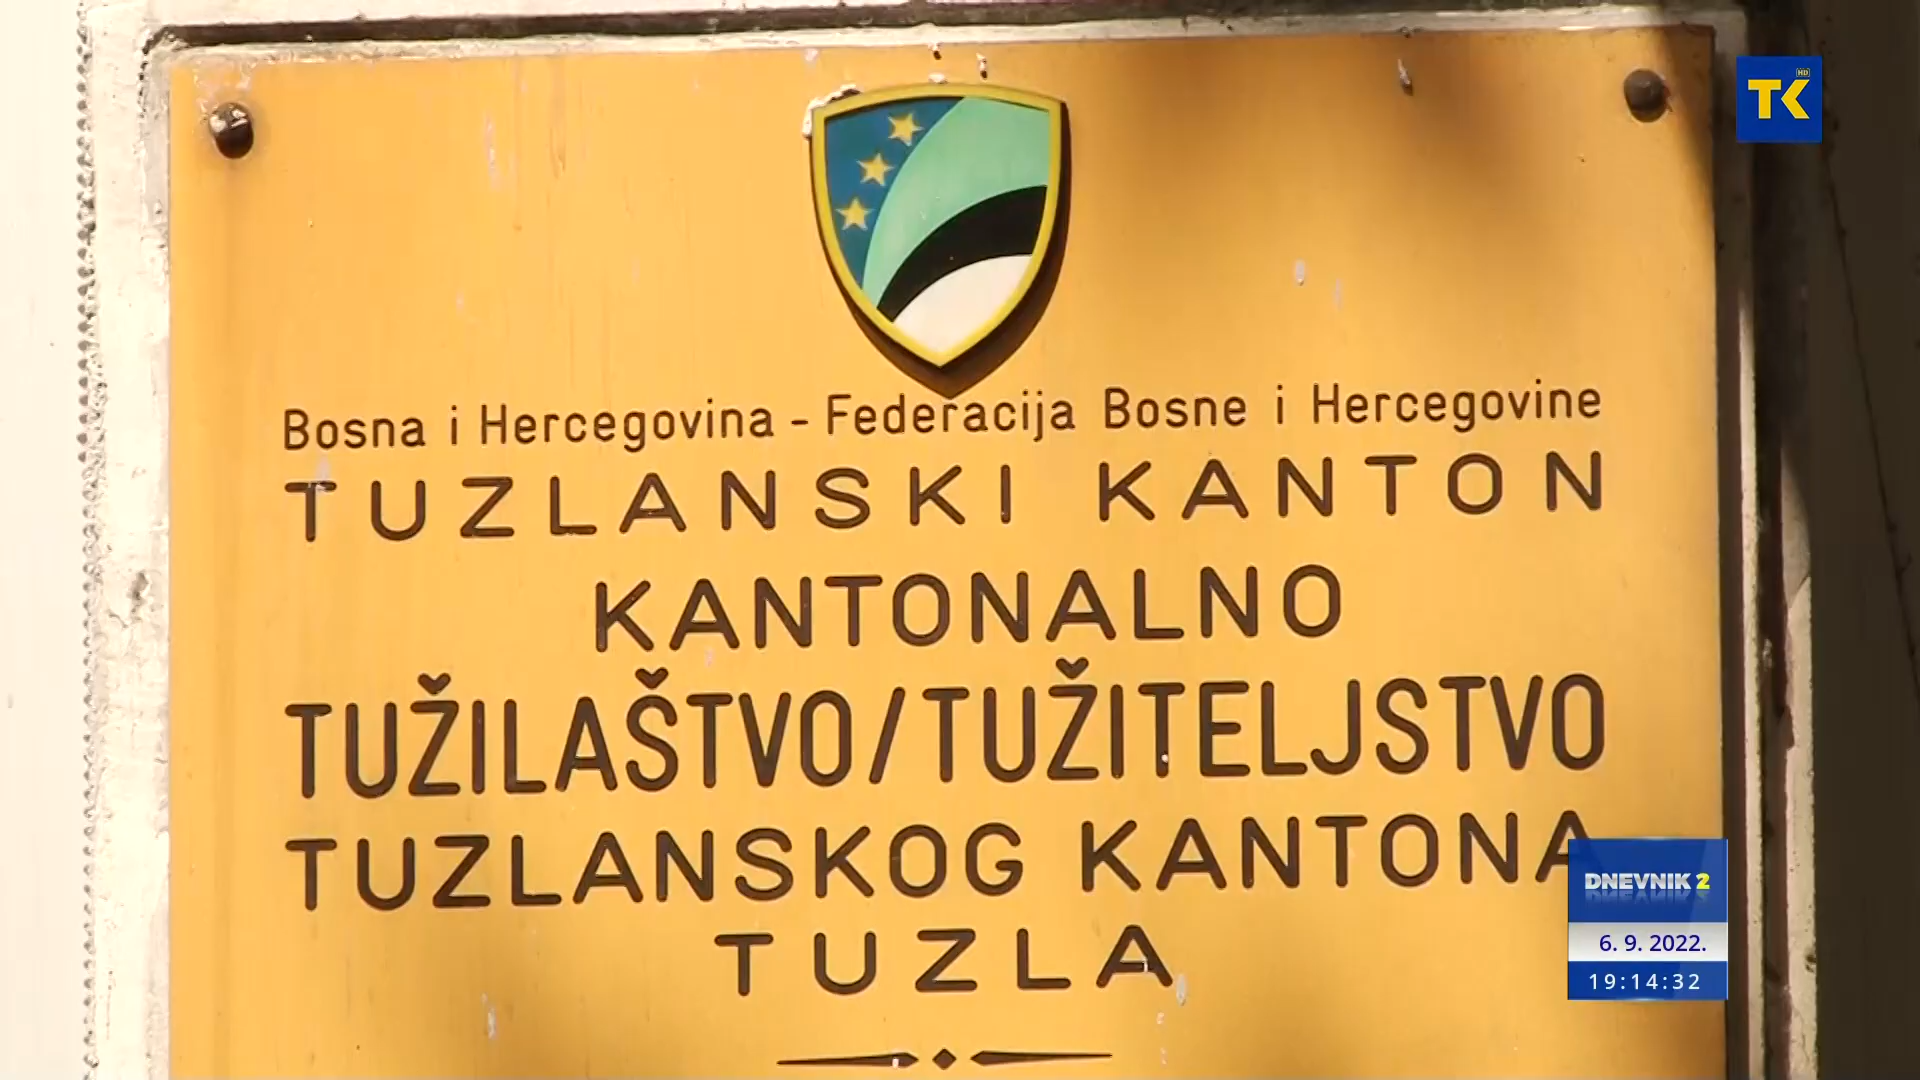 TK HD
Bosna i Hercegovina - Federacija Bosne i Hercegovine
TUZLANSKI KANTON
KANTONALNO
TUŽILAŠTVO/TUŽITELJSTVO
TUZLANSKOG KANTONA
TUZLA
DNEVNIK 2
6. 9. 2022.
19:14:32